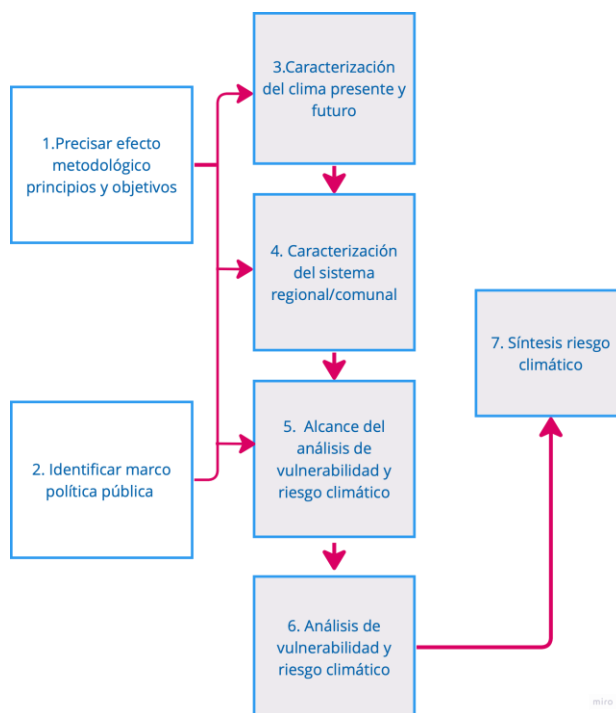 1.Precisar efecto
metodológico
principios y objetivos
2. Identificar marco
política pública
3.Caracterización
del clima presente y
futuro
4. Caracterización
del sistema
regional/comunal
5. Alcance del
análisis de
vulnerabilidad y
riesgo climático
6. Análisis de
vulnerabilidad y
riesgo climático
7. Síntesis riesgo
climático
miro